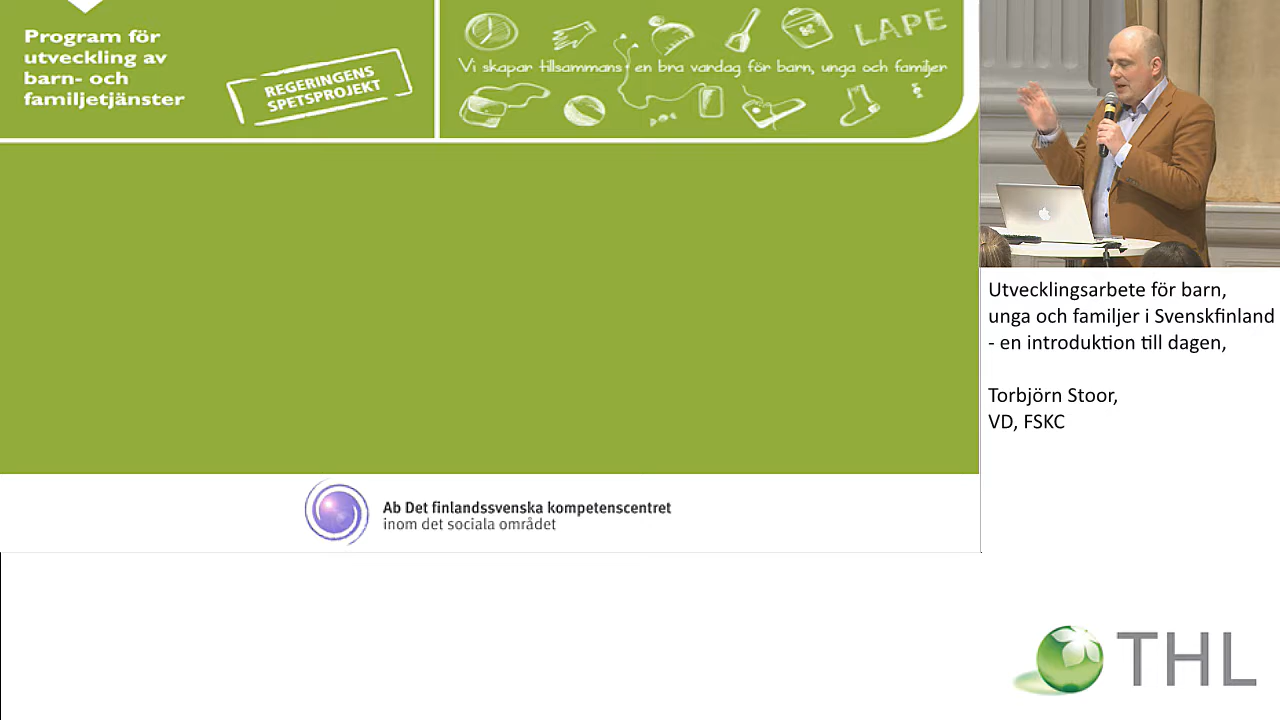 Program för
utveckling av
barn- och
familjetjänster
REGERINGENS
SPETSPROJEKT
LAPE
Vi skapar tillsammans en bra vardag för barn, unga och familjer
Utvecklingsarbete för barn,
unga och familjer i Svenskfinland
- en introduktion till dagen,
Torbjörn Stoor,
VD, FSKC
Ab Det finlandssvenska kompetenscentret
inom det sociala området
THL